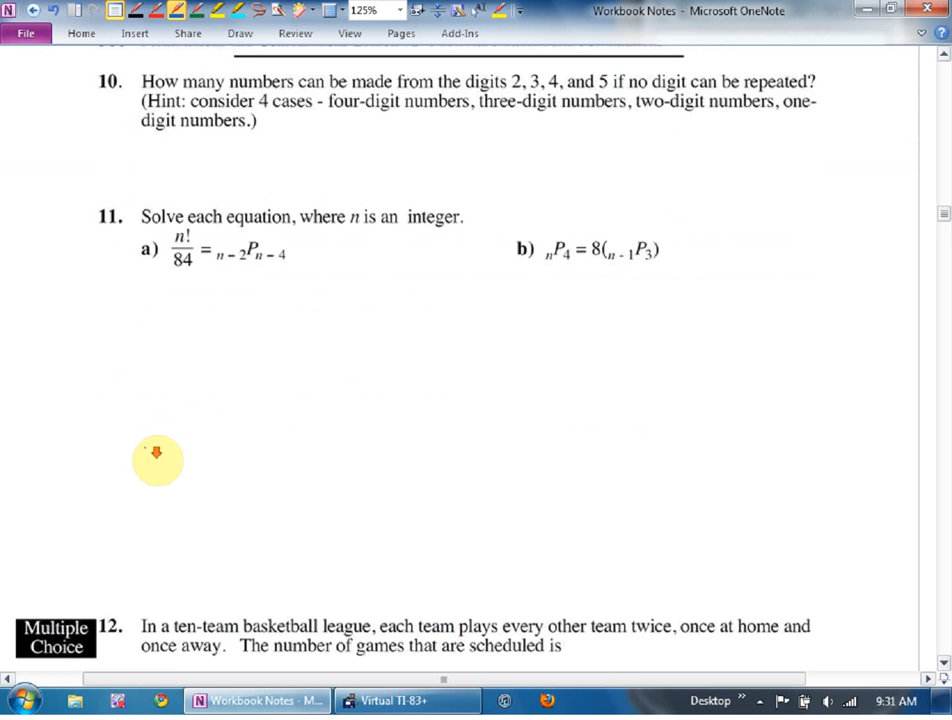 125%
Workbook Notes - Microsoft OneNote
File Home Insert Share Draw Review View Pages Add-Ins
10. How many numbers can be made from the digits 2, 3, 4, and 5 if no digit can be repeated?
(Hint: consider 4 cases - four-digit numbers, three-digit numbers, two-digit numbers, one-
digit numbers.)
11. Solve each equation, where n is an integer.
a) n!/84 = n – 2Pn – 4 b) nP4 = 8(n - 1P3)
Multiple Choice 12. In a ten-team basketball league, each team plays every other team twice, once at home and
once away. The number of games that are scheduled is
Workbook Notes - M... Virtual TI-83+ Desktop 9:31 AM